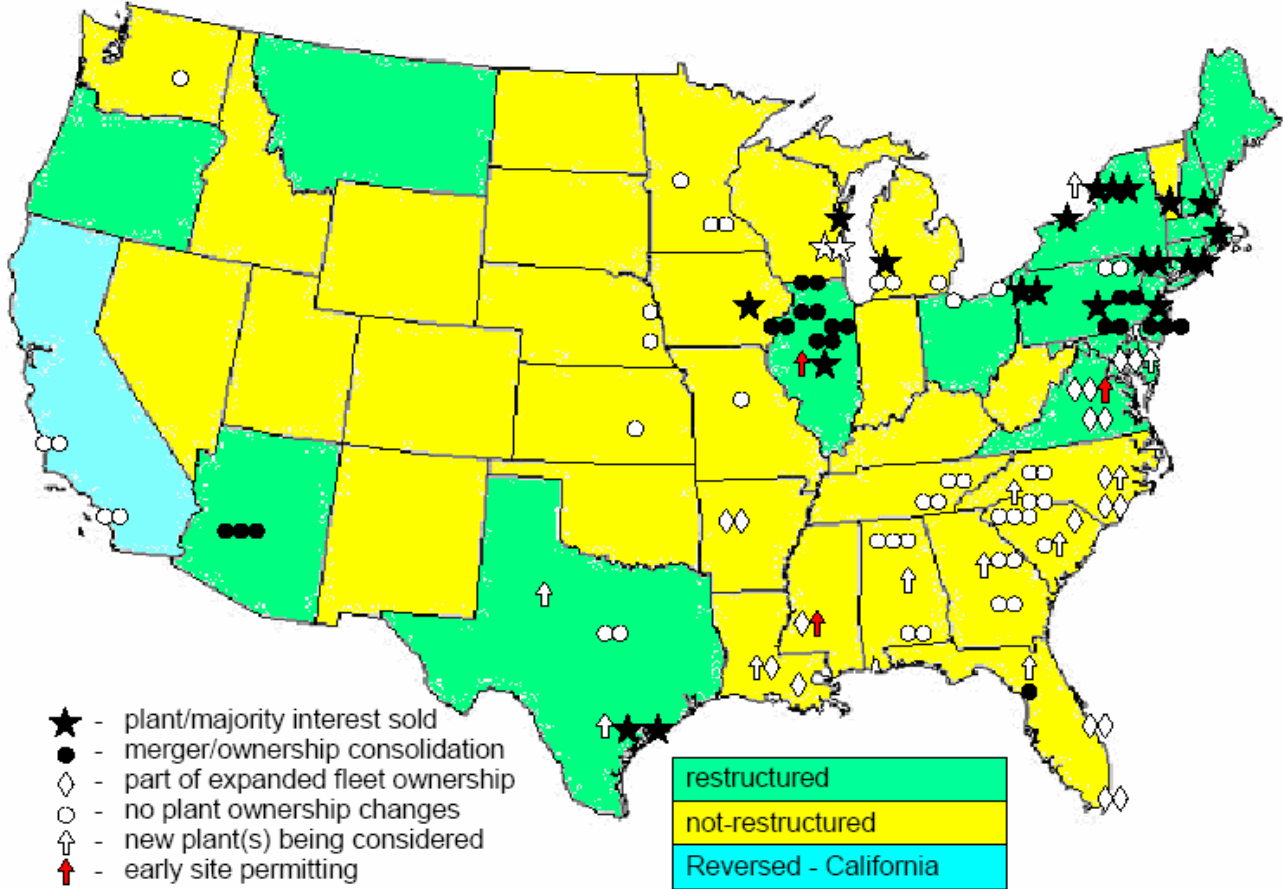 - plant/majority interest sold
- merger/ownership consolidation
- part of expanded fleet ownership
- no plant ownership changes
- new plant(s) being considered
- early site permitting
restructured
not-restructured
Reversed - California